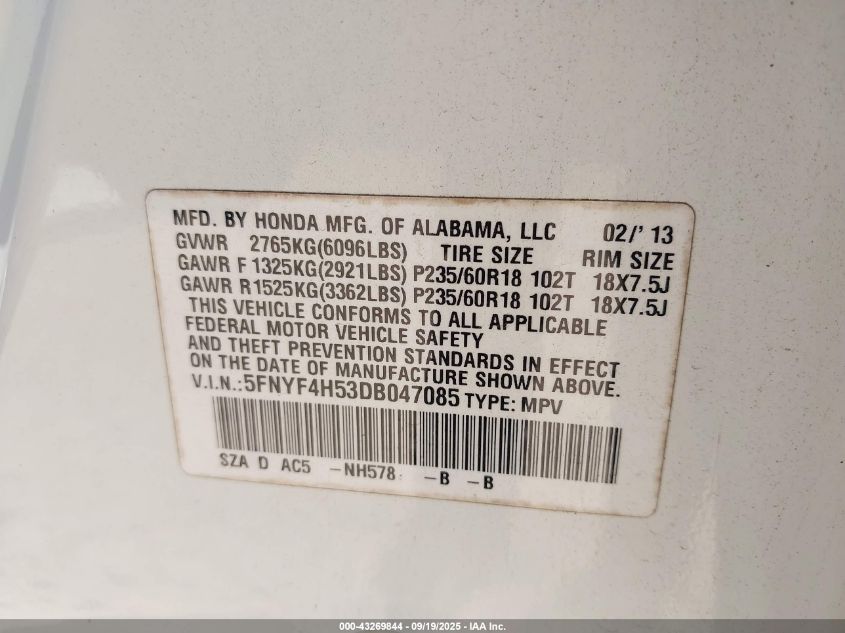 MFD. BY HONDA MFG. OF ALABAMA, LLC 02/' 13
GVWR 2765KG(6096LBS) TIRE SIZE RIM SIZE
GAWR F 1325KG(2921LBS) P235/60R18 102T 18X7.5J
GAWR R1525KG(3362LBS) P235/60R18 102T 18X7.5J
THIS VEHICLE CONFORMS TO ALL APPLICABLE
FEDERAL MOTOR VEHICLE SAFETY
AND THEFT PREVENTION STANDARDS IN EFFECT
ON THE DATE OF MANUFACTURE SHOWN ABOVE.
V.I.N.:5FNYF4H53DB047085 TYPE: MPV
SZA D AC5 -NH578 -B -B
000-43269844 - 09/19/2025 - IAA Inc.